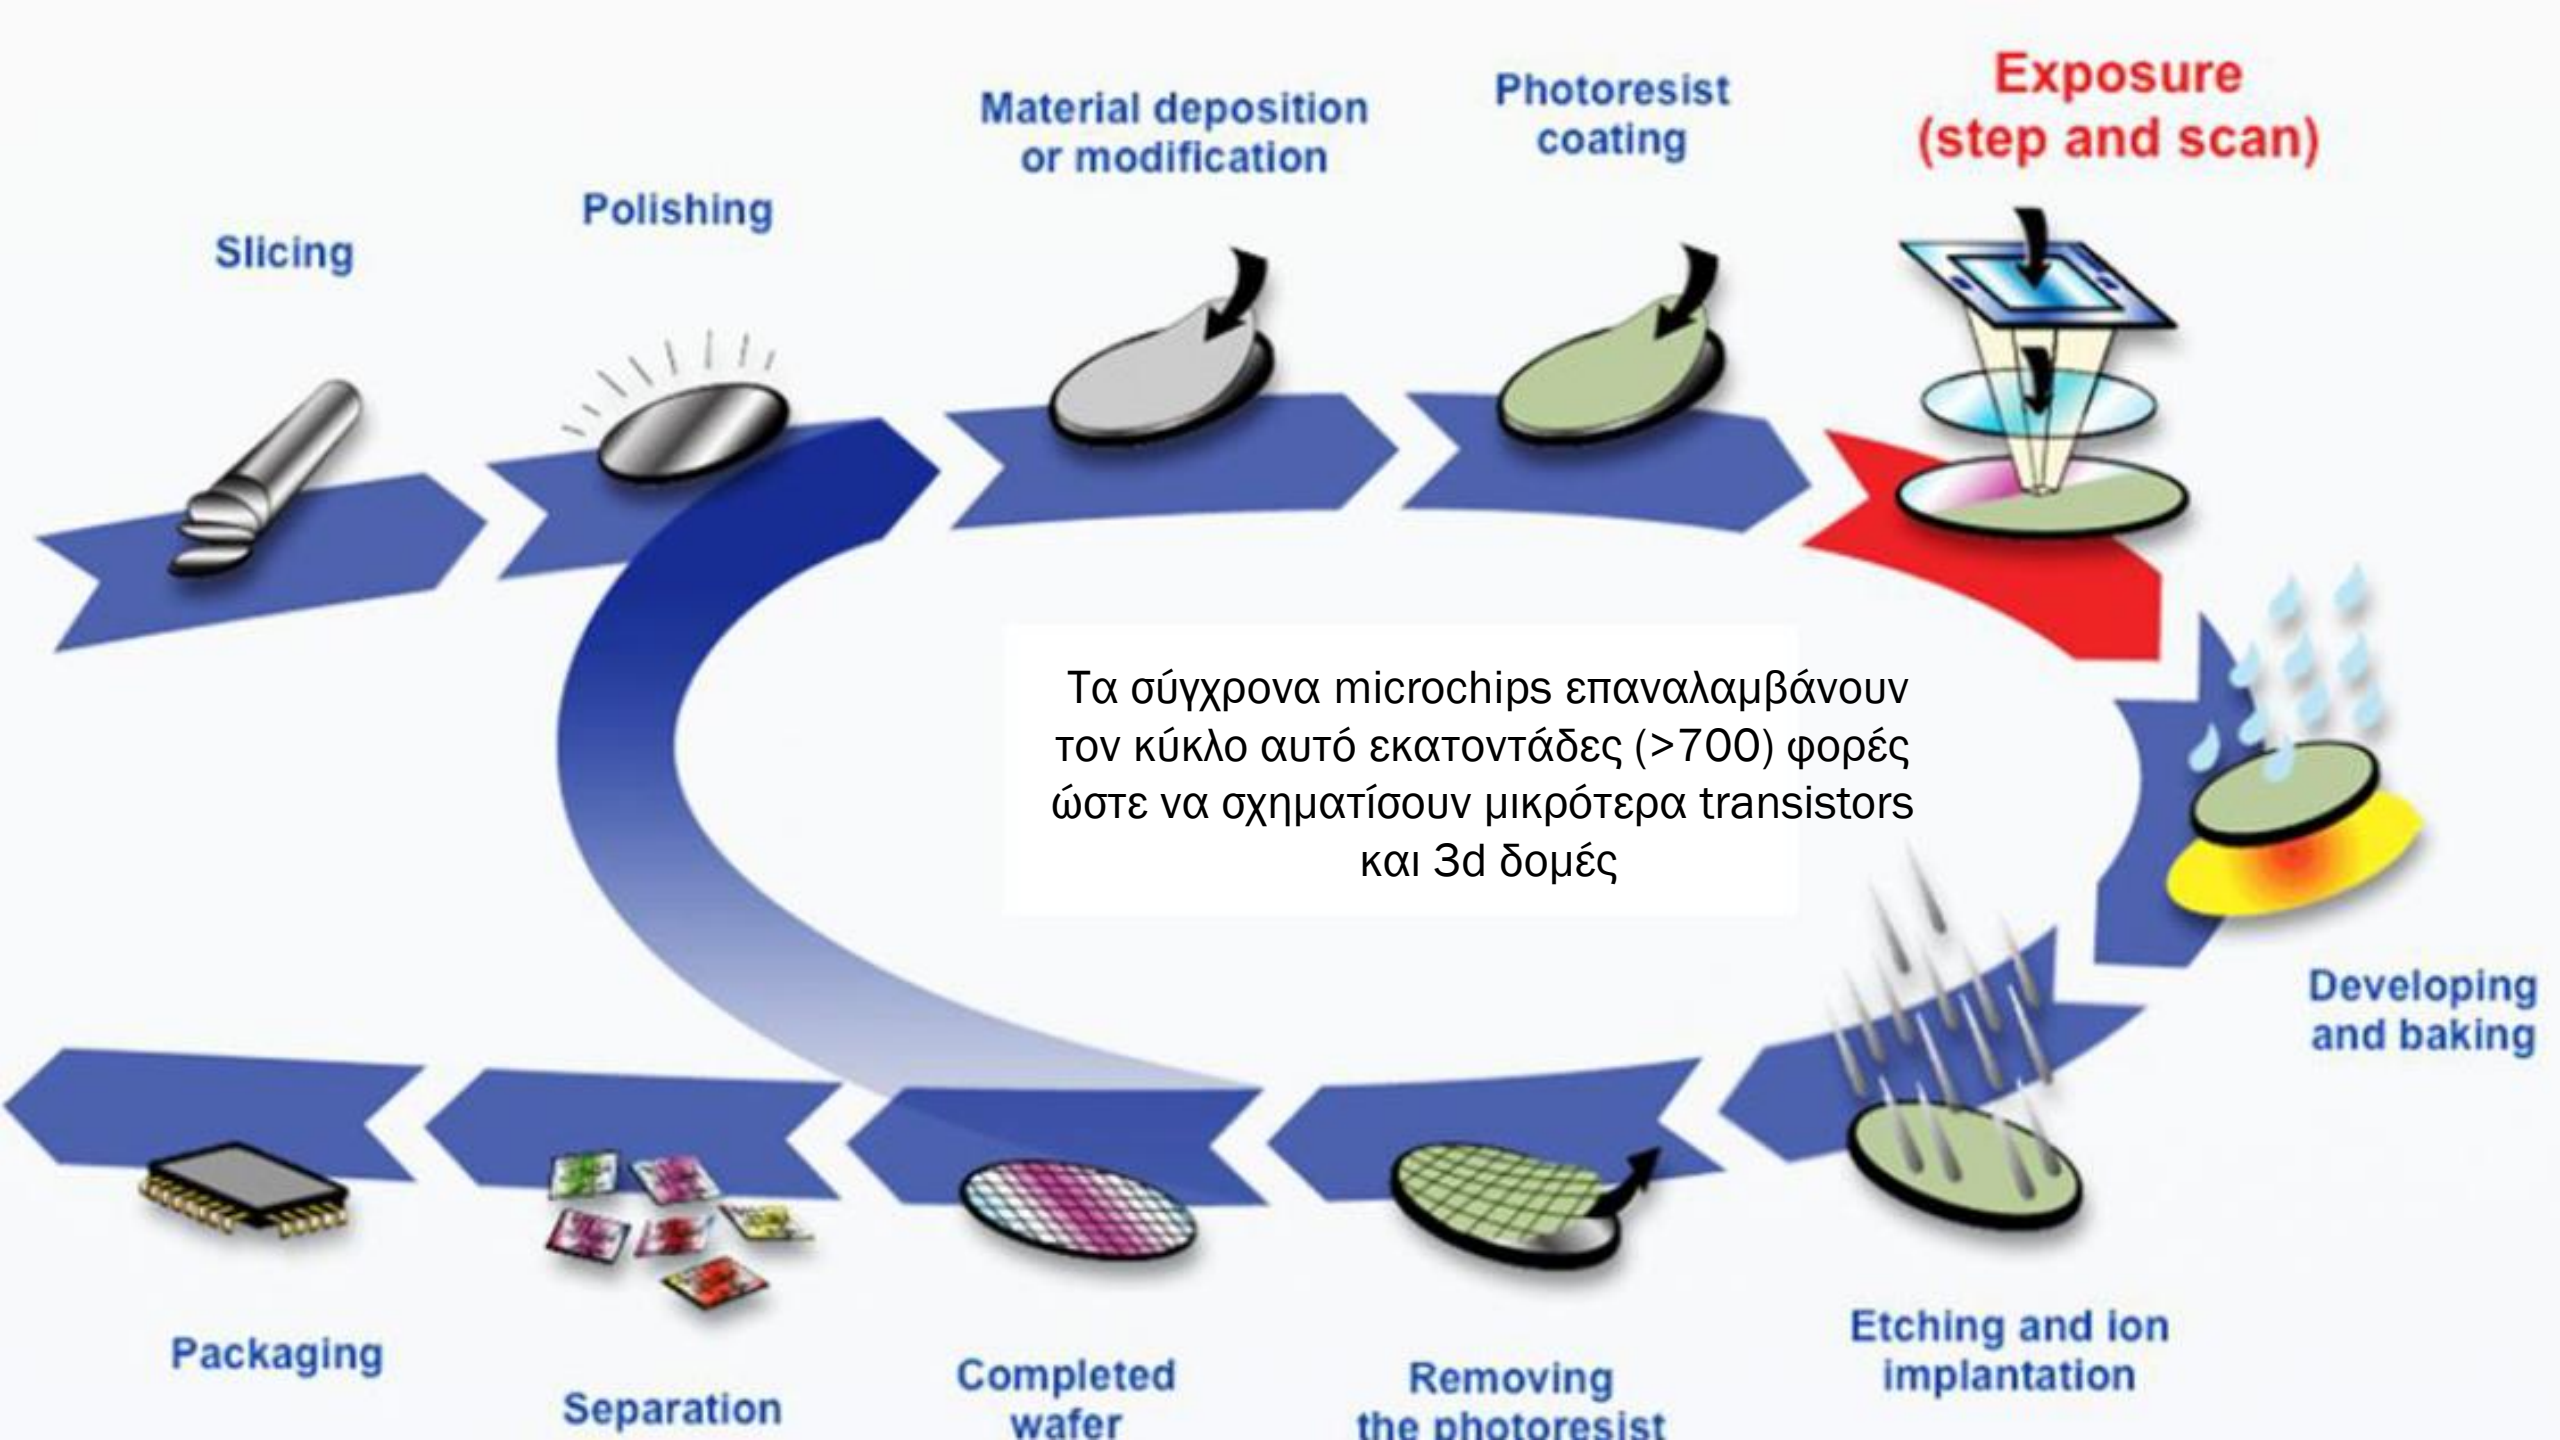 Slicing
Polishing
Material deposition
or modification
Photoresist
coating
Exposure
(step and scan)
Τα σύγχρονα microchips επαναλαμβάνουν
τον κύκλο αυτό εκατοντάδες (>700) φορές
ώστε να σχηματίσουν μικρότερα transistors
και 3d δομές
Developing
and baking
Etching and ion
implantation
Removing
the photoresist
Completed
wafer
Separation
Packaging